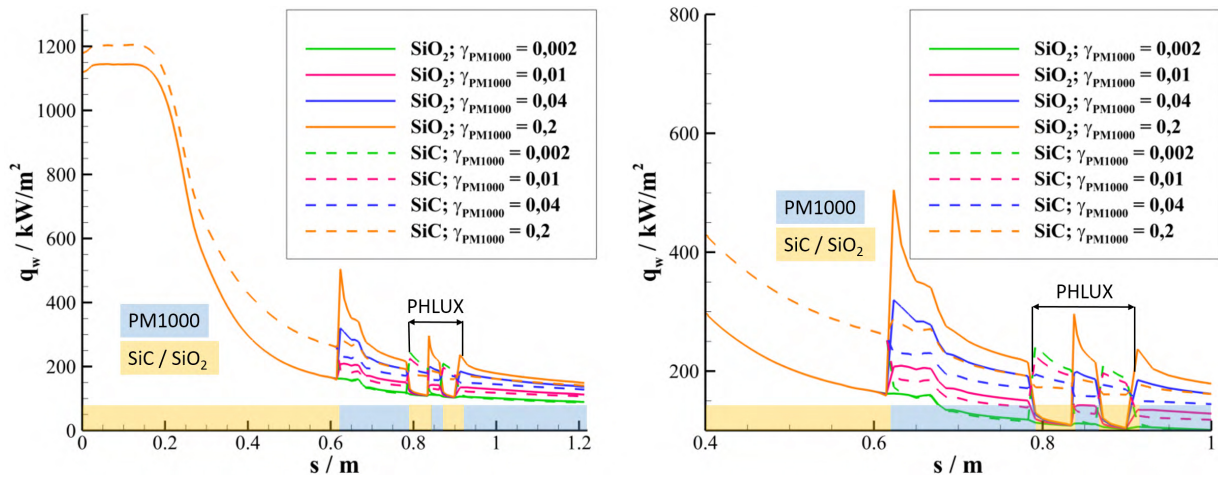 1200
1000
800
600
400
200
0
q_w / kW/m²
SiO₂; γ_PM1000 = 0,002
SiO₂; γ_PM1000 = 0,01
SiO₂; γ_PM1000 = 0,04
SiO₂; γ_PM1000 = 0,2
SiC; γ_PM1000 = 0,002
SiC; γ_PM1000 = 0,01
SiC; γ_PM1000 = 0,04
SiC; γ_PM1000 = 0,2
PHLUX
PM1000
SiC / SiO₂
0 0.2 0.4 0.6 0.8 1 1.2
s / m
800
600
400
200
q_w / kW/m²
SiO₂; γ_PM1000 = 0,002
SiO₂; γ_PM1000 = 0,01
SiO₂; γ_PM1000 = 0,04
SiO₂; γ_PM1000 = 0,2
SiC; γ_PM1000 = 0,002
SiC; γ_PM1000 = 0,01
SiC; γ_PM1000 = 0,04
SiC; γ_PM1000 = 0,2
PM1000
SiC / SiO₂
PHLUX
0.4 0.6 0.8 1
s / m